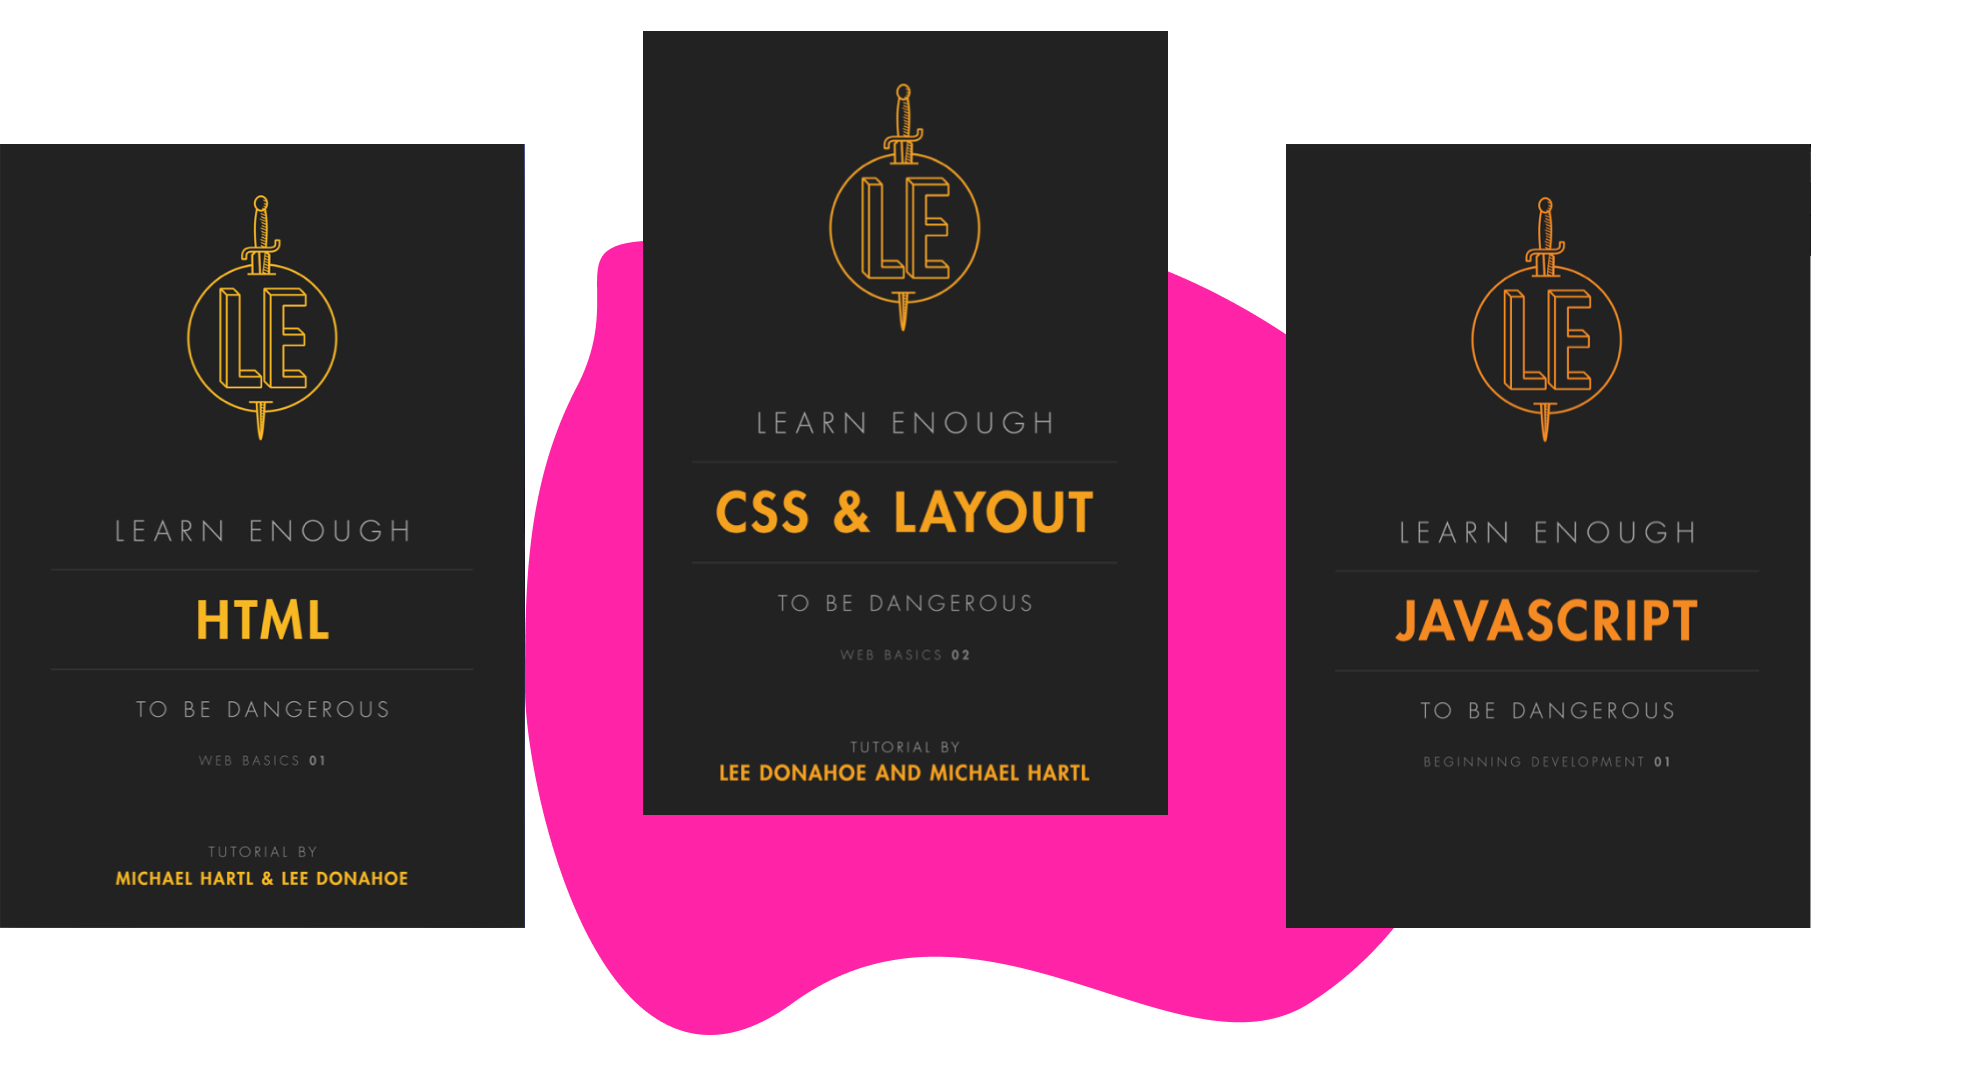 LE
LEARN ENOUGH
HTML
TO BE DANGEROUS
WEB BASICS 01
TUTORIAL BY
MICHAEL HARTL & LEE DONAHOE
LE
LEARN ENOUGH
CSS & LAYOUT
TO BE DANGEROUS
WEB BASICS 02
TUTORIAL BY
LEE DONAHOE AND MICHAEL HARTL
LE
LEARN ENOUGH
JAVASCRIPT
TO BE DANGEROUS
BEGINNING DEVELOPMENT 01